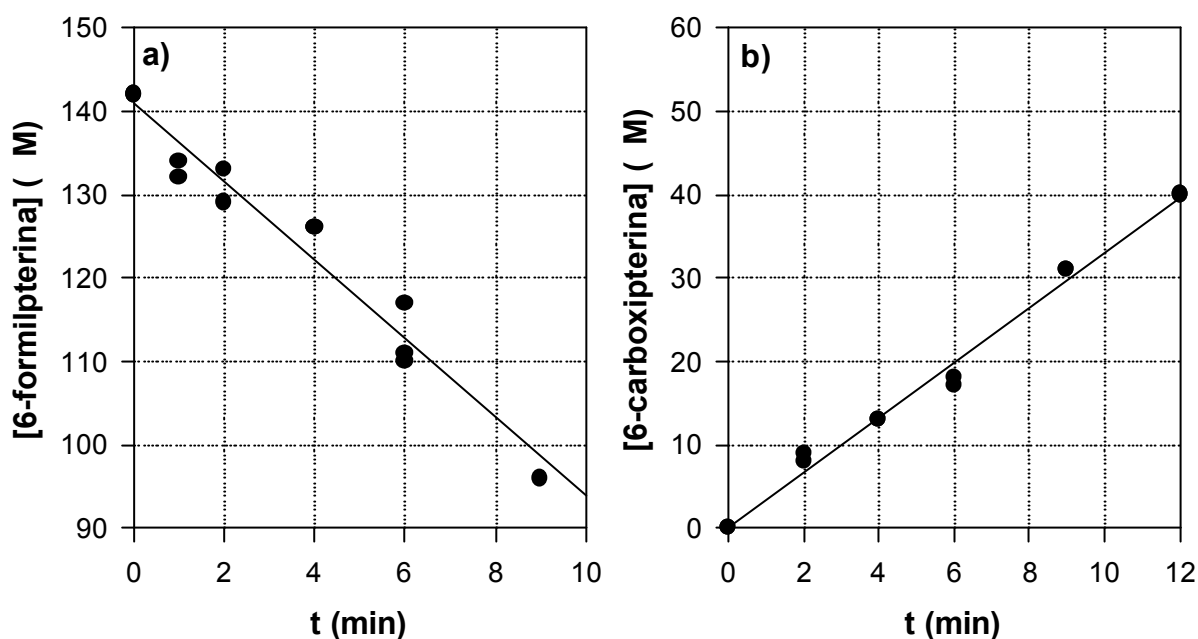 a)
[6-formilpterina] ( M)
150
140
130
120
110
100
90
0 2 4 6 8 10
t (min)
b)
[6-carboxipterina] ( M)
60
50
40
30
20
10
0
0 2 4 6 8 10 12
t (min)